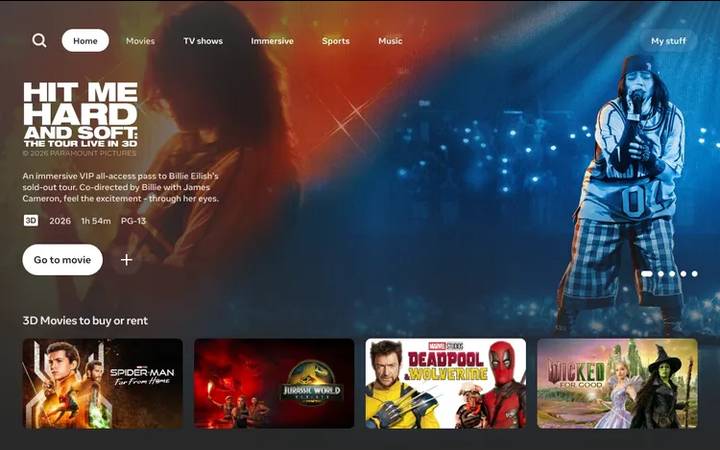 Home
Movies
TV shows
Immersive
Sports
Music
My stuff
HIT ME
HARD
AND SOFT:
THE TOUR LIVE IN 3D
© 2026 PARAMOUNT PICTURES
An immersive VIP all-access pass to Billie Eilish's
sold-out tour. Co-directed by Billie with James
Cameron, feel the excitement - through her eyes.
3D 2026 1h 54m PG-13
Go to movie
3D Movies to buy or rent
SPIDER-MAN
Far From Home
JURASSIC WORLD
REBIRTH
MARVEL STUDIOS
DEADPOOL
& WOLVERINE
WICKED
FOR GOOD